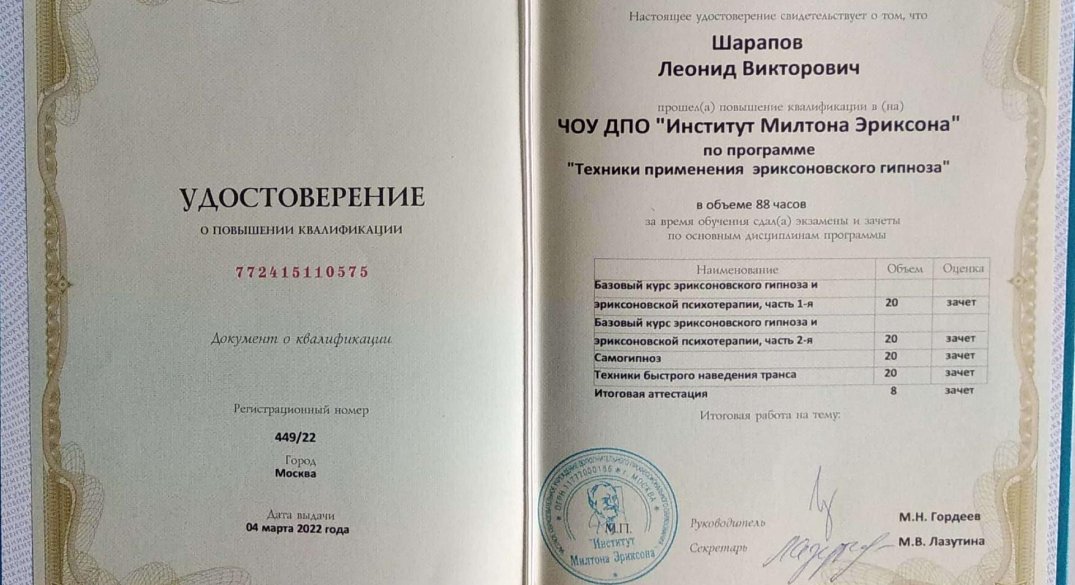 УДОСТОВЕРЕНИЕ
О ПОВЫШЕНИИ КВАЛИФИКАЦИИ
772415110575
Документ о квалификации
Регистрационный номер
449/22
Город
Москва
Дата выдачи
04 марта 2022 года
Настоящее удостоверение свидетельствует о том, что
Шарапов
Леонид Викторович
прошел(а) повышение квалификации в (на)
ЧОУ ДПО "Институт Милтона Эриксона"
по программе
"Техники применения эриксоновского гипноза"
в объеме 88 часов
за время обучения сдал(а) экзамены и зачеты
по основным дисциплинам программы
Наименование Объем Оценка
Базовый курс эриксоновского гипноза и
эриксоновской психотерапии, часть 1-я 20 зачет
Базовый курс эриксоновского гипноза и
эриксоновской психотерапии, часть 2-я 20 зачет
Самогипноз 20 зачет
Техники быстрого наведения транса 20 зачет
Итоговая аттестация 8 зачет
Итоговая работа на тему:
М.П.
"Институт
Милтона Эриксона
Руководитель М.Н. Гордеев
Секретарь М.В. Лазутина